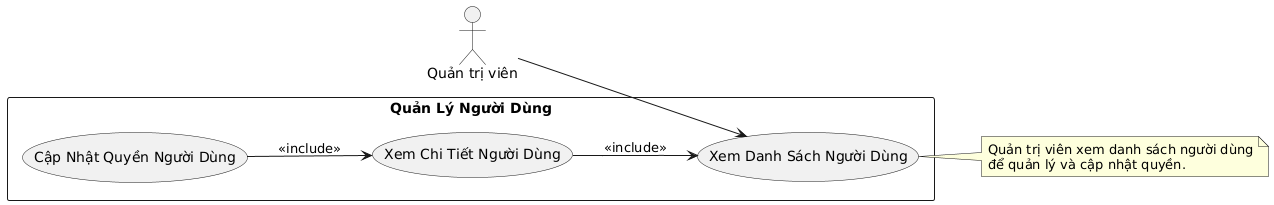 Quản trị viên
Quản Lý Người Dùng
Cập Nhật Quyền Người Dùng
«include»
Xem Chi Tiết Người Dùng
«include»
Xem Danh Sách Người Dùng
Quản trị viên xem danh sách người dùng
để quản lý và cập nhật quyền.